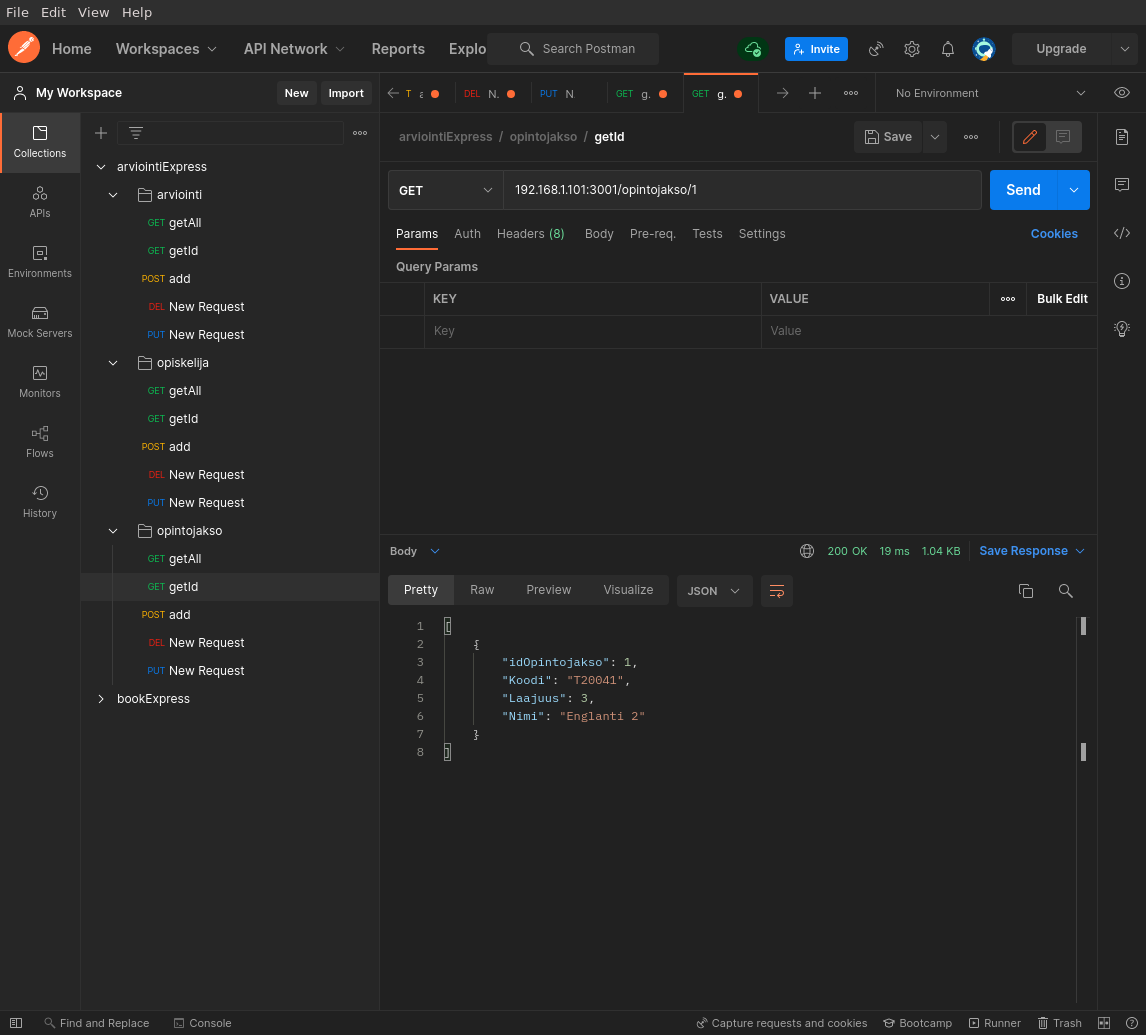 File Edit View Help
Home Workspaces API Network Reports Explo Search Postman Invite Upgrade
My Workspace New Import
DEL N. PUT N. GET g. GET g. No Environment
Collections
APIs
Environments
Mock Servers
Monitors
Flows
History
arviointiExpress
arviointi
GET getAll
GET getId
POST add
DEL New Request
PUT New Request
opiskelija
GET getAll
GET getId
POST add
DEL New Request
PUT New Request
opintojakso
GET getAll
GET getId
POST add
DEL New Request
PUT New Request
bookExpress
arviointiExpress / opintojakso / getId Save
GET 192.168.1.101:3001/opintojakso/1 Send
Params Auth Headers (8) Body Pre-req. Tests Settings Cookies
Query Params
KEY VALUE Bulk Edit
Key Value
Body 200 OK 19 ms 1.04 KB Save Response
Pretty Raw Preview Visualize JSON
1 [
2 {
3 "idOpintojakso": 1,
4 "Koodi": "T20041",
5 "Laajuus": 3,
6 "Nimi": "Englanti 2"
7 }
8 ]
Find and Replace Console Capture requests and cookies Bootcamp Runner Trash